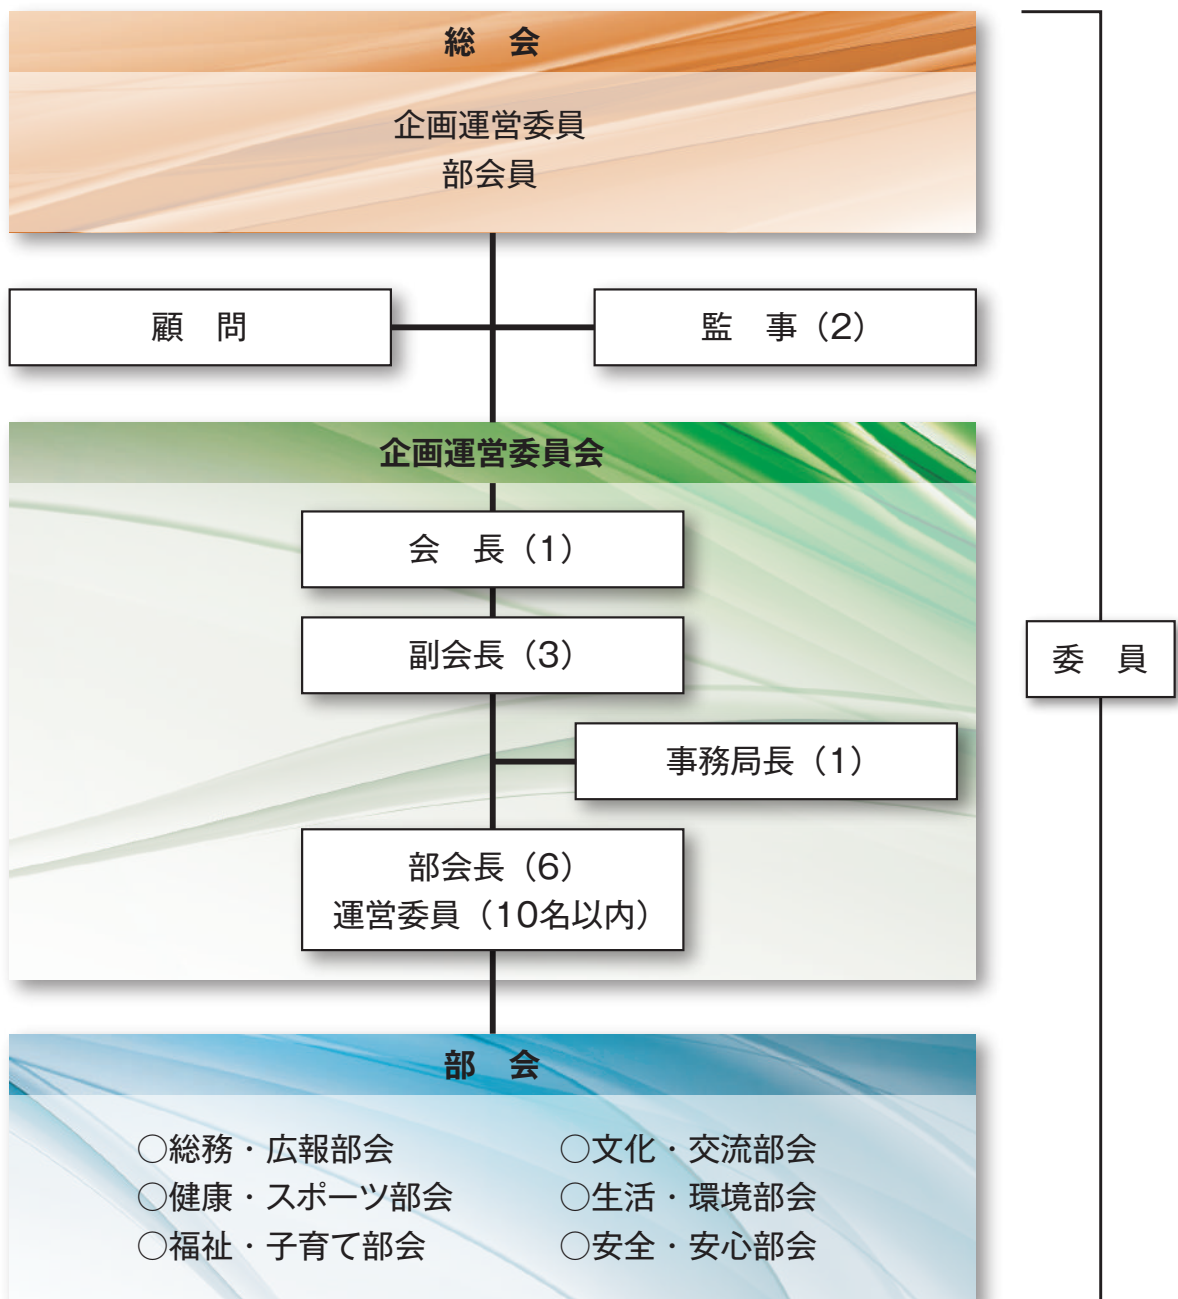 総　会
企画運営委員
部会員
顧　問
監　事（2）
企画運営委員会
会　長（1）
副会長（3）
事務局長（1）
部会長（6）
運営委員（10名以内）
委　員
部　会
○総務・広報部会
○健康・スポーツ部会
○福祉・子育て部会
○文化・交流部会
○生活・環境部会
○安全・安心部会